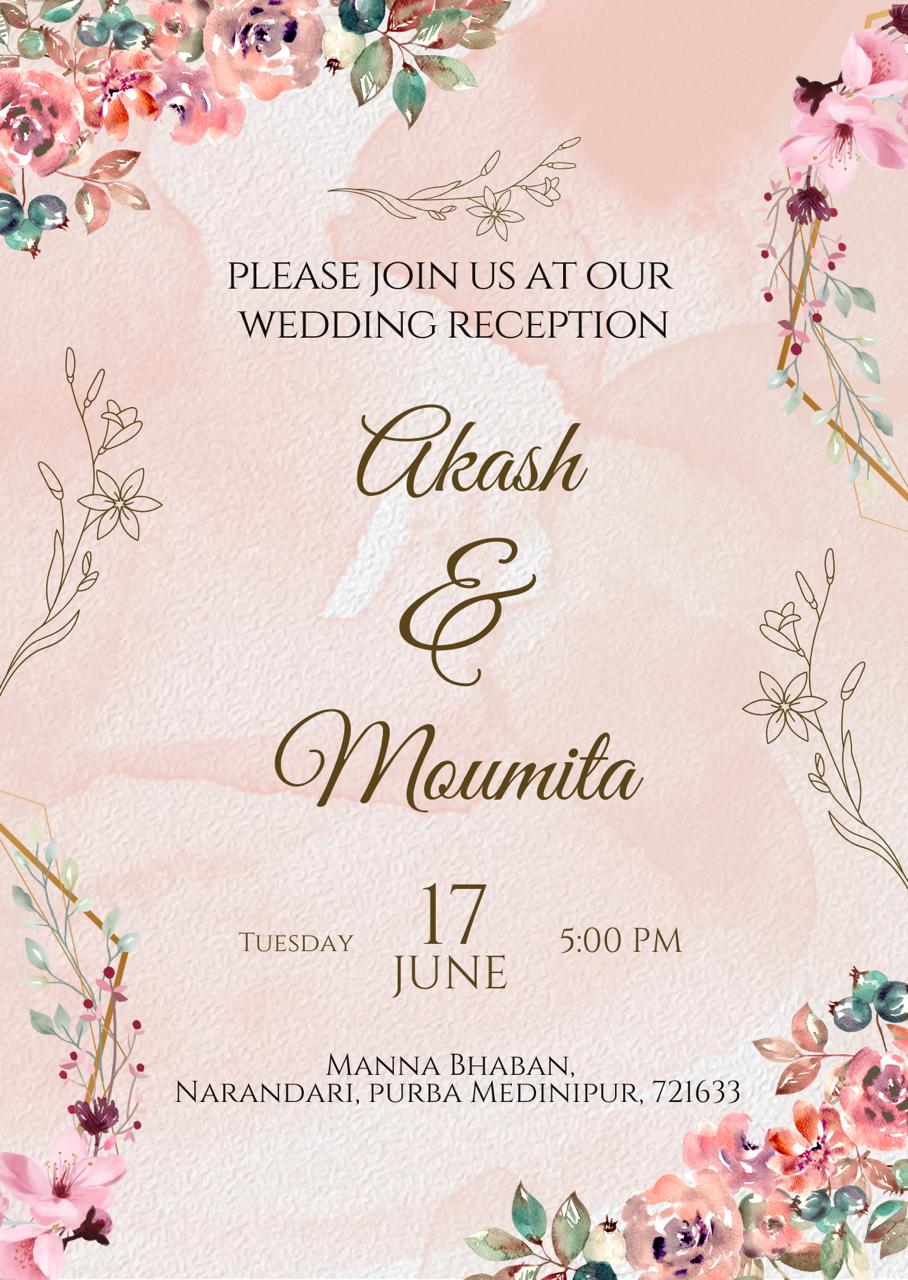 PLEASE JOIN US AT OUR
WEDDING RECEPTION
Akash
&
Moumita
TUESDAY
17
JUNE
5:00 PM
MANNA BHABAN,
NARANDARI, PURBA MEDINIPUR, 721633